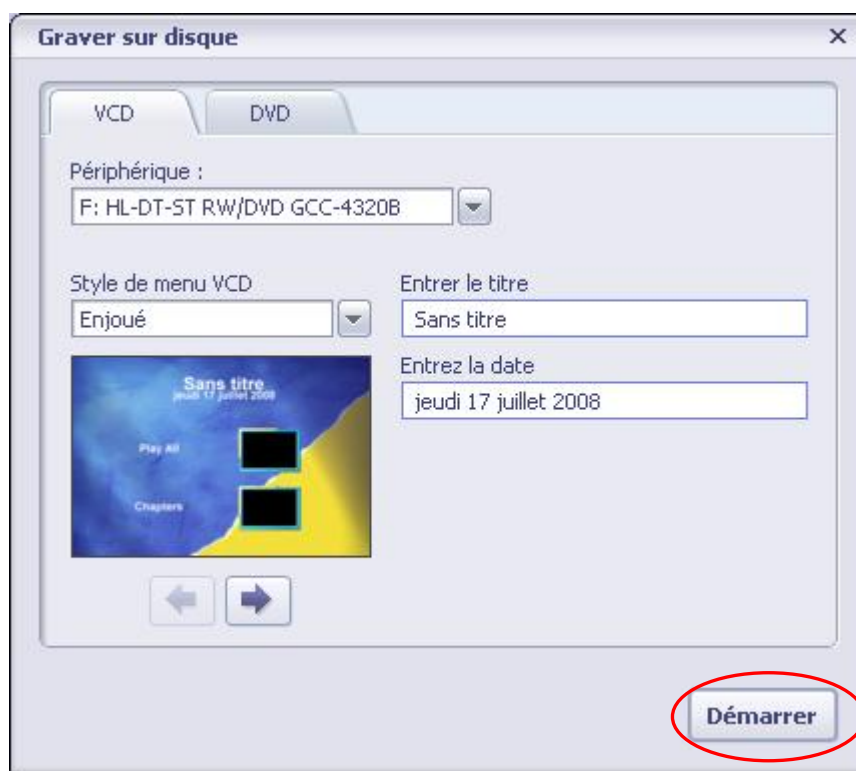 Graver sur disque
VCD
DVD
Périphérique :
F: HL-DT-ST RW/DVD GCC-4320B
Style de menu VCD
Entrer le titre
Enjoué
Sans titre
Entrez la date
jeudi 17 juillet 2008
Sans titre
jeudi 17 juillet 2008
Play All
Chapters
Démarrer